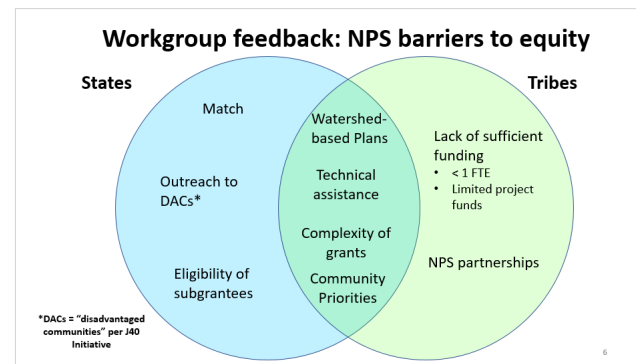 Workgroup feedback: NPS barriers to equity
States
Tribes
Match
Outreach to
DACs*
Eligibility of
subgrantees
Watershed-
based Plans
Technical
assistance
Complexity of
grants
Community
Priorities
Lack of sufficient
funding
• < 1 FTE
• Limited project
funds
NPS partnerships
*DACs = “disadvantaged
communities” per J40
Initiative
6